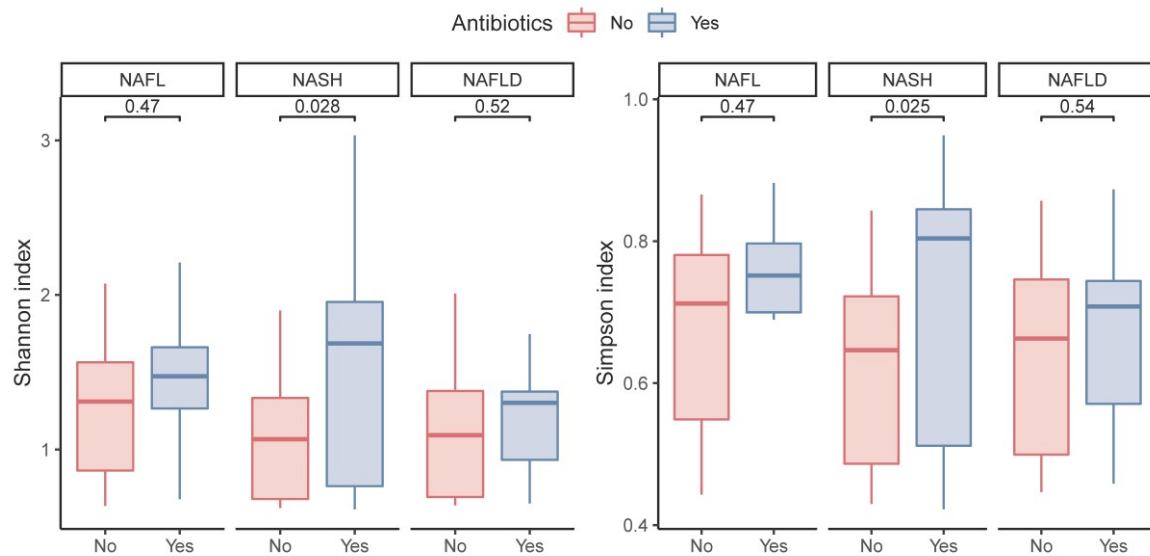 Antibiotics No Yes
NAFL NASH NAFLD
0.47 0.028 0.52
3
2
1
Shannon index
No Yes No Yes No Yes
NAFL NASH NAFLD
1.0
0.47 0.025 0.54
0.8
0.6
0.4
Simpson index
No Yes No Yes No Yes